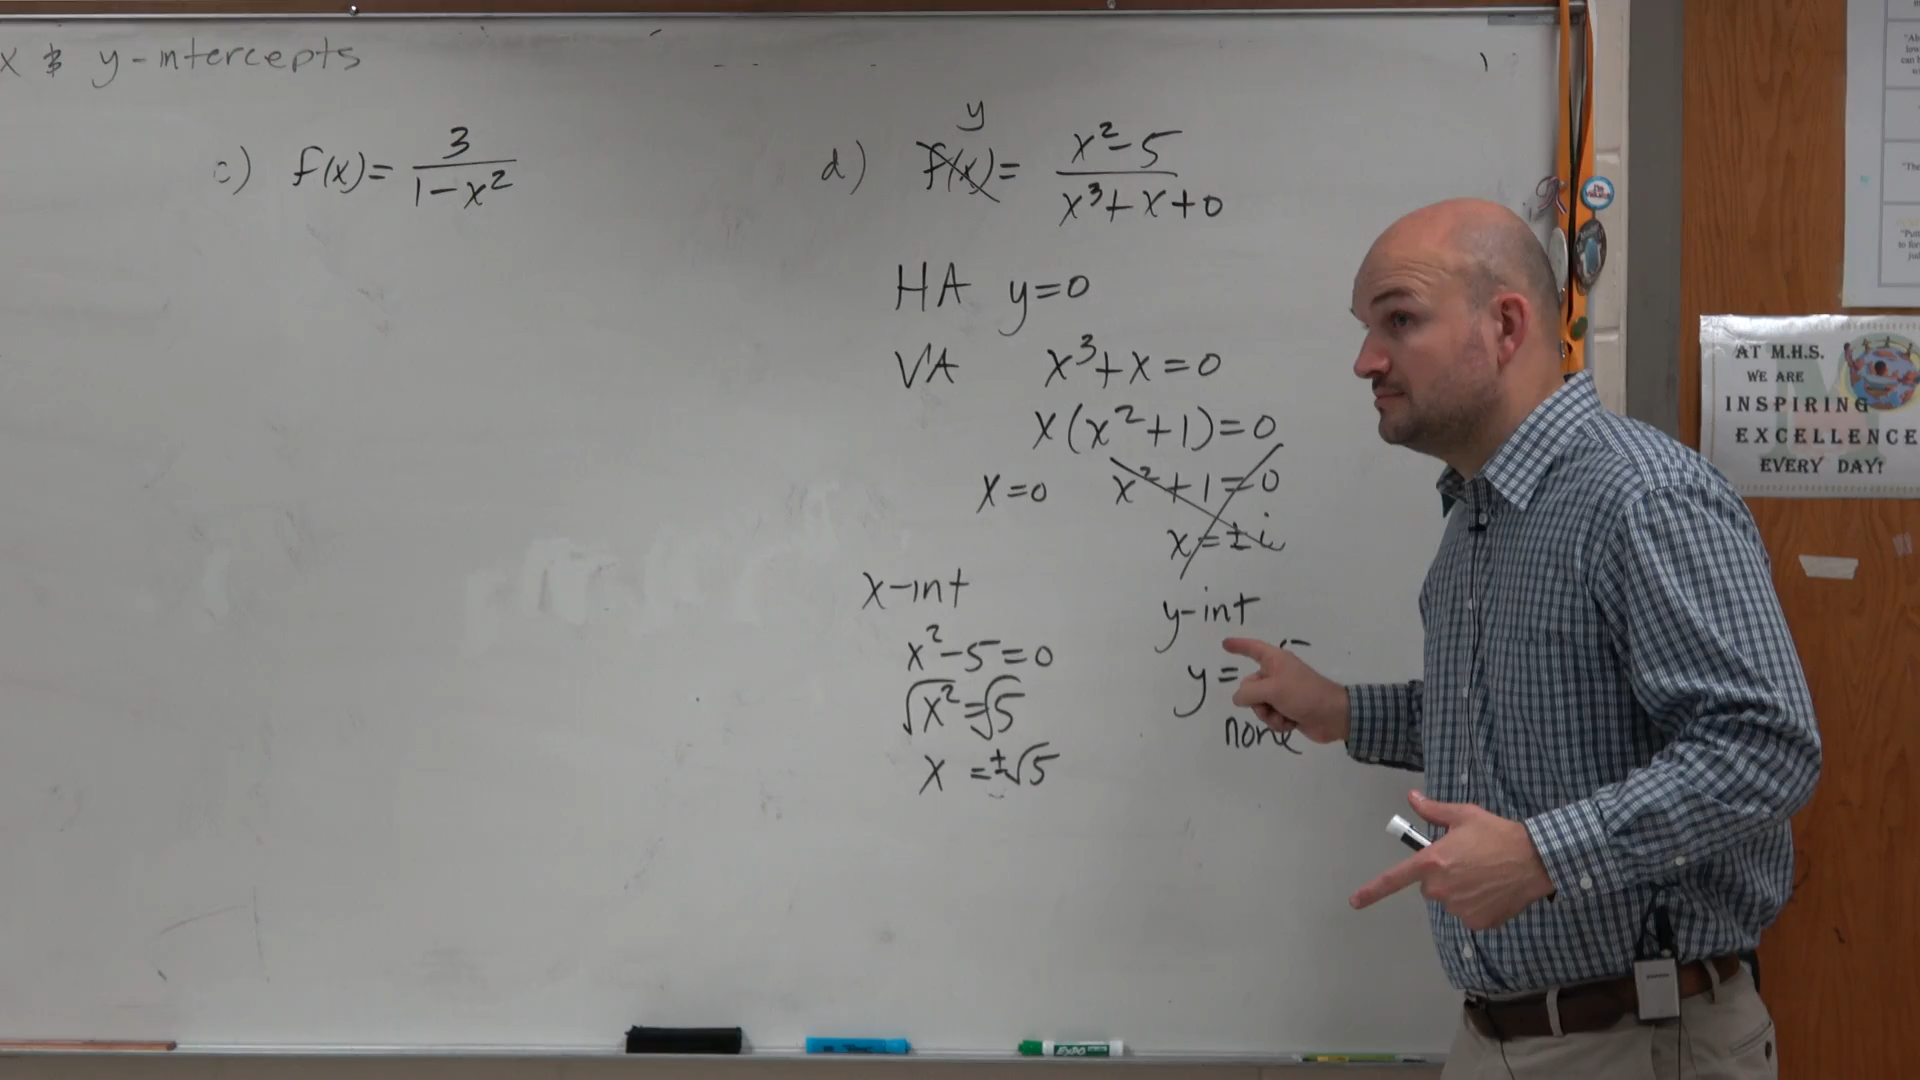 x & y-intercepts
c) f(x)= 3/(1-x²)
y
d) f(x)= (x²-5)/(x³+x+0)
HA y=0
VA x³+x=0
x(x²+1)=0
x=0 x²+1=0
x=±i
x-int
x²-5=0
√x²=√5
x =±√5
y-int
y=
none
AT M.H.S.
WE ARE
INSPIRING
EXCELLENCE
EVERY DAY!
EXPO